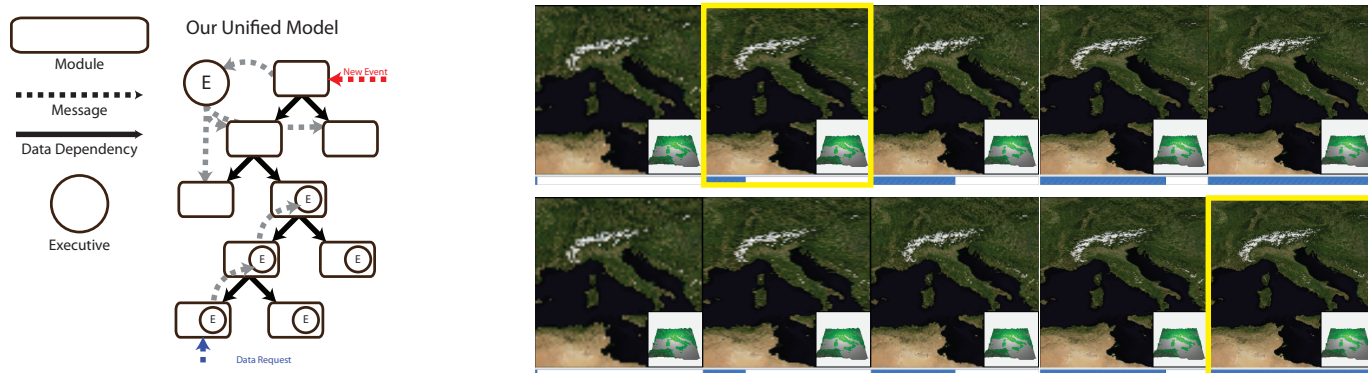 Our Unified Model
Module
E
New Event
Message
Data Dependency
E
Executive
E
E
E
E
Data Request